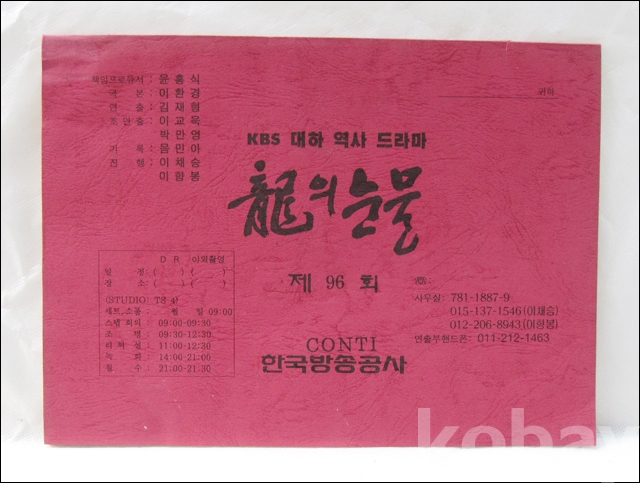 책임프로듀서 : 윤흥식
극 본 : 이환경
연 출 : 김재형
조연출 : 이교욱
박만영
기 록 : 몸민아
진 행 : 이채승
이함봉
귀하
KBS 대하 역사 드라마
龍의 눈물
제 96 회
D R 야외촬영
일 정 : ( ) ( )
장 소 : ( ) ( )
(STUDIO) TS-4)
세트, 소품 : 월 일 09:00
스탭 회의 : 09:00-09:30
조 명 : 09:30-12:30
리허설 : 11:00-12:30
녹 화 : 14:00-21:00
철 수 : 21:00-21:30
사무실: 781-1887-9
015-137-1546(이채승)
012-206-8943(이함봉)
연출부핸드폰: 011-212-1463
CONTI
한국방송공사
kobay